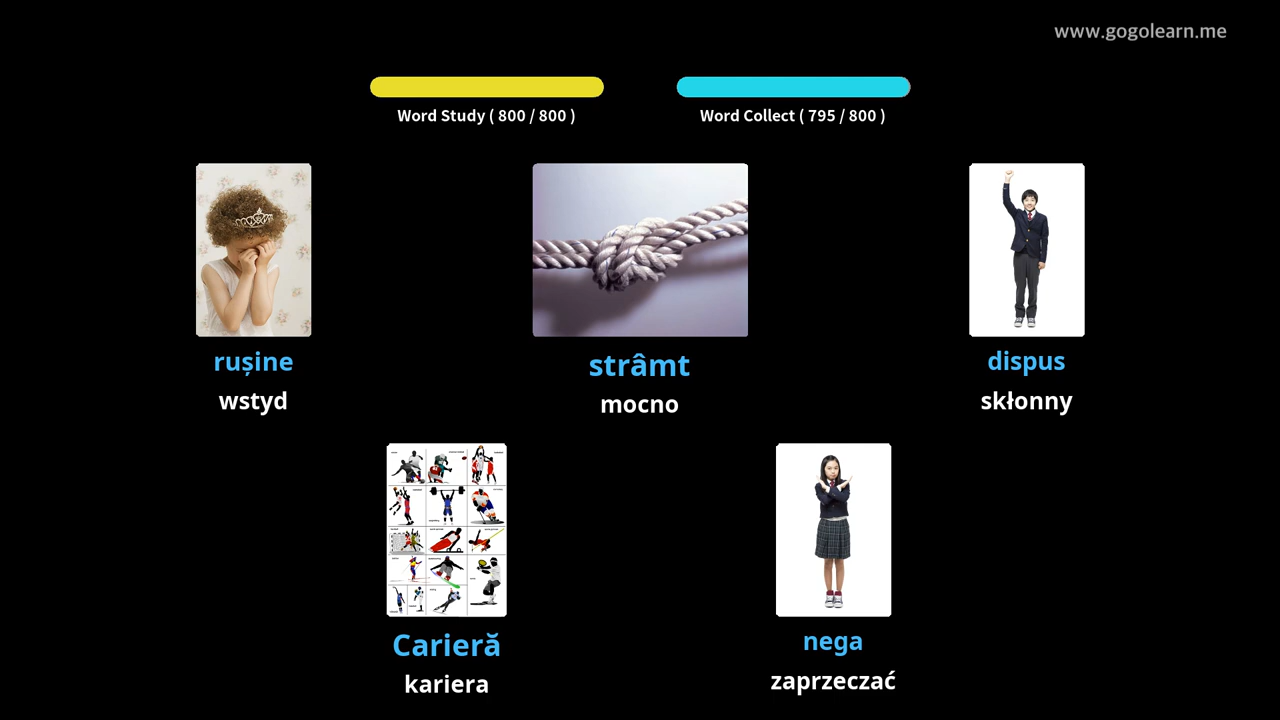 www.gogolearn.me
Word Study ( 800 / 800 )
Word Collect ( 795 / 800 )
rușine
wstyd
strâmt
mocno
dispus
skłonny
Carieră
kariera
nega
zaprzeczać